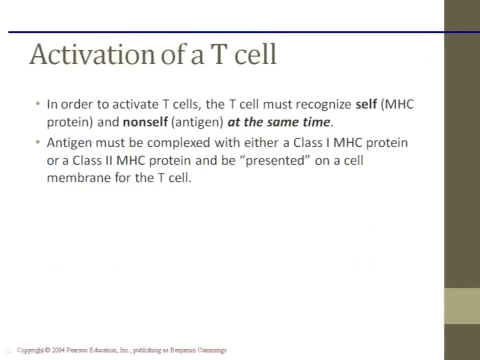 Activation of a T cell
• In order to activate T cells, the T cell must recognize self (MHC
protein) and nonself (antigen) at the same time.
• Antigen must be complexed with either a Class I MHC protein
or a Class II MHC protein and be “presented” on a cell
membrane for the T cell.
Copyright © 2004 Pearson Education, Inc., publishing as Benjamin Cummings